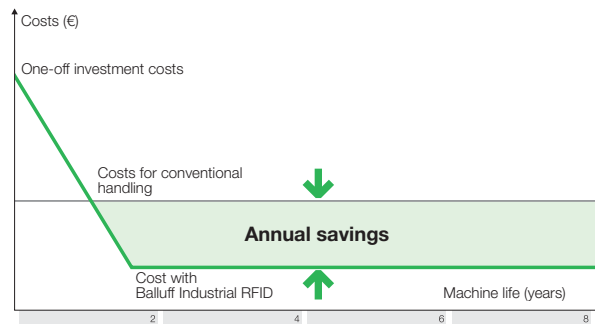 Costs (€)
One-off investment costs
Costs for conventional
handling
Annual savings
Cost with
Balluff Industrial RFID
Machine life (years)
2 4 6 8